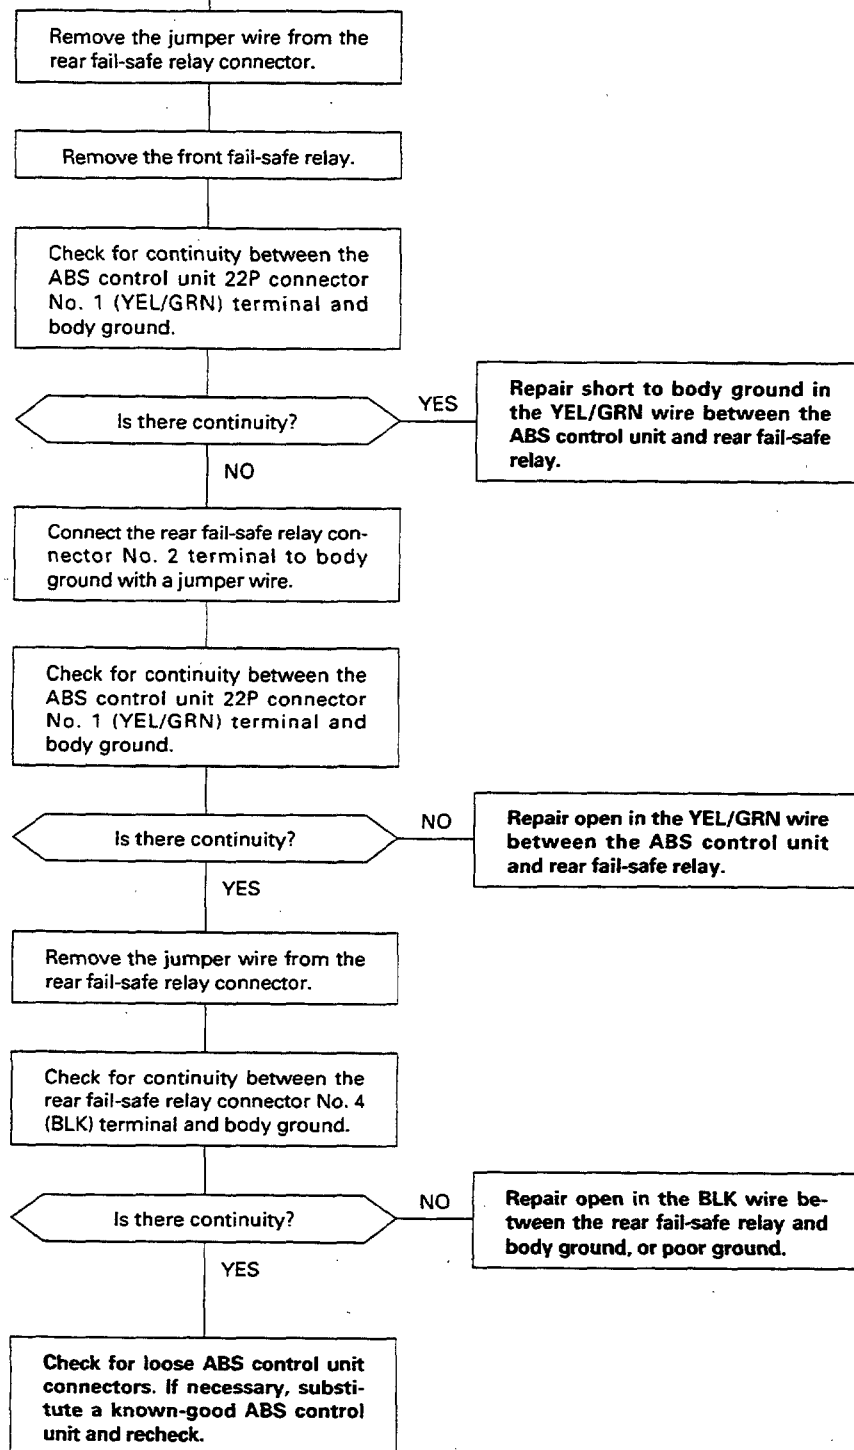 Remove the jumper wire from the
rear fail-safe relay connector.
Remove the front fail-safe relay.
Check for continuity between the
ABS control unit 22P connector
No. 1 (YEL/GRN) terminal and
body ground.
Is there continuity?
YES
Repair short to body ground in
the YEL/GRN wire between the
ABS control unit and rear fail-safe
relay.
NO
Connect the rear fail-safe relay con-
nector No. 2 terminal to body
ground with a jumper wire.
Check for continuity between the
ABS control unit 22P connector
No. 1 (YEL/GRN) terminal and
body ground.
Is there continuity?
NO
Repair open in the YEL/GRN wire
between the ABS control unit
and rear fail-safe relay.
YES
Remove the jumper wire from the
rear fail-safe relay connector.
Check for continuity between the
rear fail-safe relay connector No. 4
(BLK) terminal and body ground.
Is there continuity?
NO
Repair open in the BLK wire be-
tween the rear fail-safe relay and
body ground, or poor ground.
YES
Check for loose ABS control unit
connectors. If necessary, substi-
tute a known-good ABS control
unit and recheck.